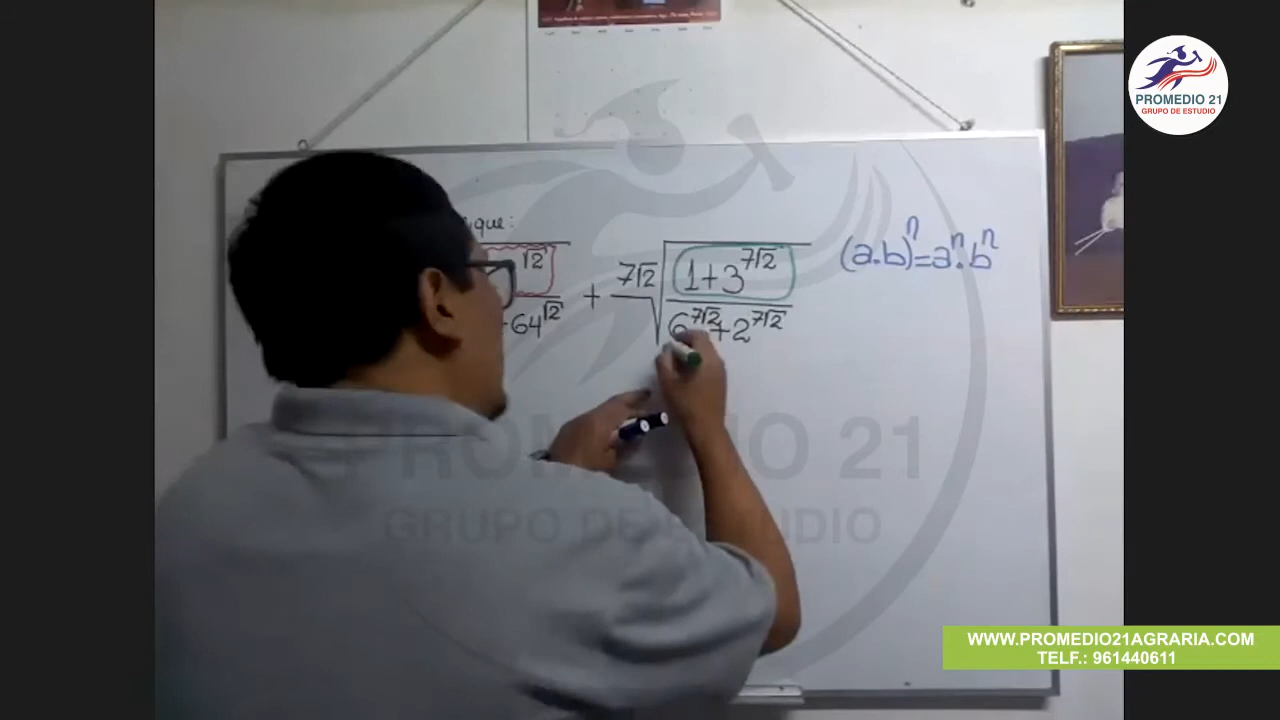 ique:
√2
64^√2
+
7√2 √ 1+3^7√2
6^7√2+2^7√2
(a.b)^n=a^n.b^n
PROMEDIO 21
GRUPO DE ESTUDIO
PROMEDIO 21
GRUPO DE ESTUDIO
WWW.PROMEDIO21AGRARIA.COM
TELF.: 961440611